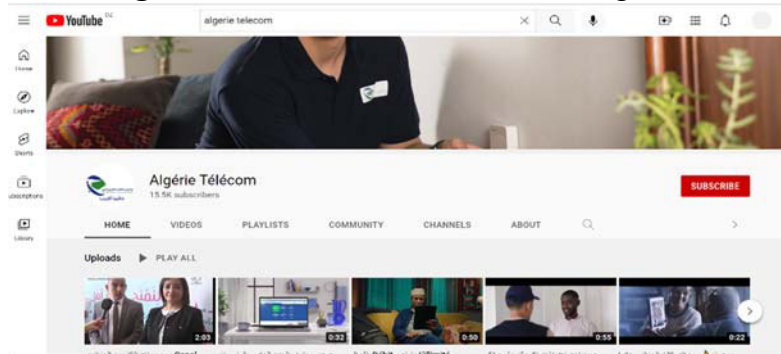 YouTube DZ
algerie telecom
Home
Explore
Shorts
Subscriptions
Library
Algérie Télécom
15.5K subscribers
SUBSCRIBE
HOME VIDEOS PLAYLISTS COMMUNITY CHANNELS ABOUT
Uploads PLAY ALL
2:03 0:32 0:50 0:55 0:22